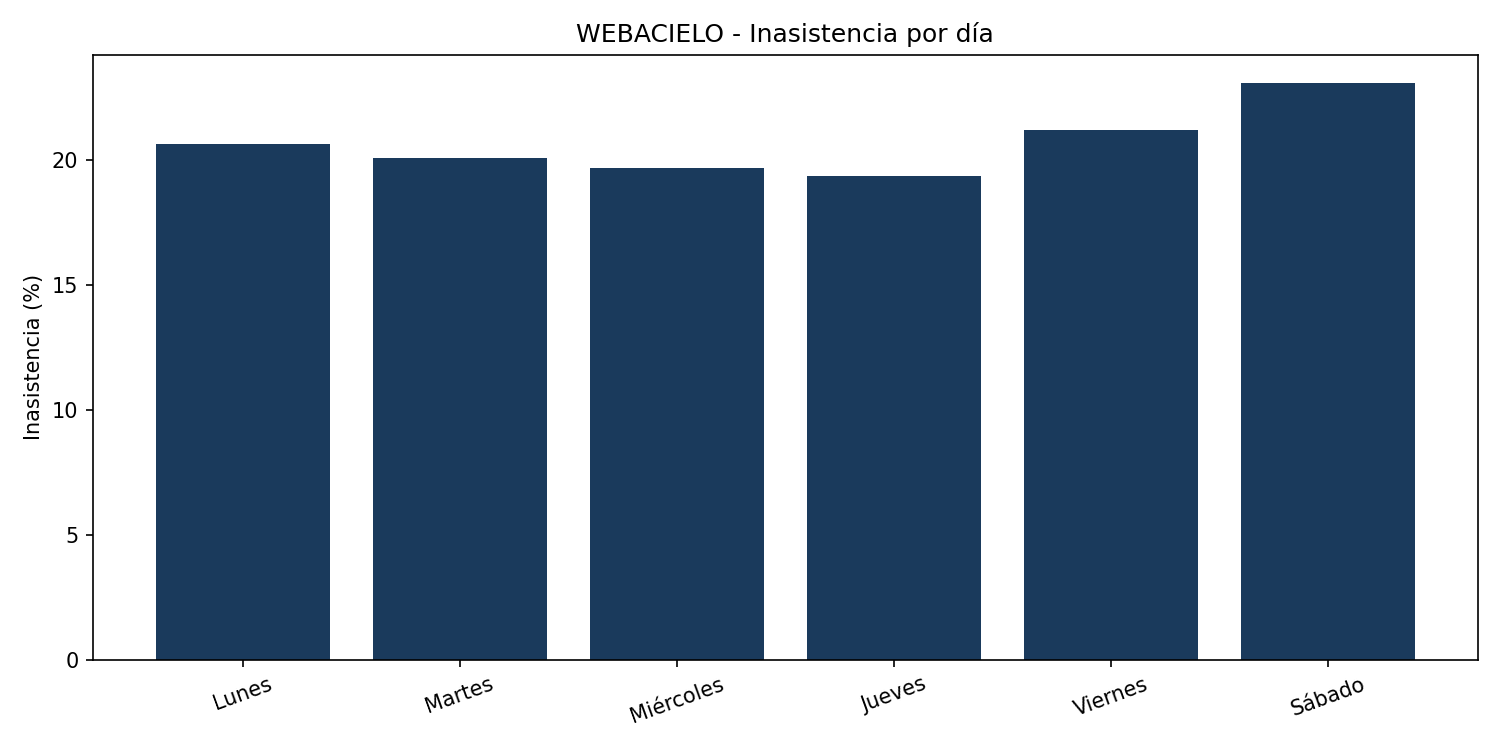 WEBACIELO - Inasistencia por día
Inasistencia (%)
20
15
10
5
0
Lunes
Martes
Miércoles
Jueves
Viernes
Sábado